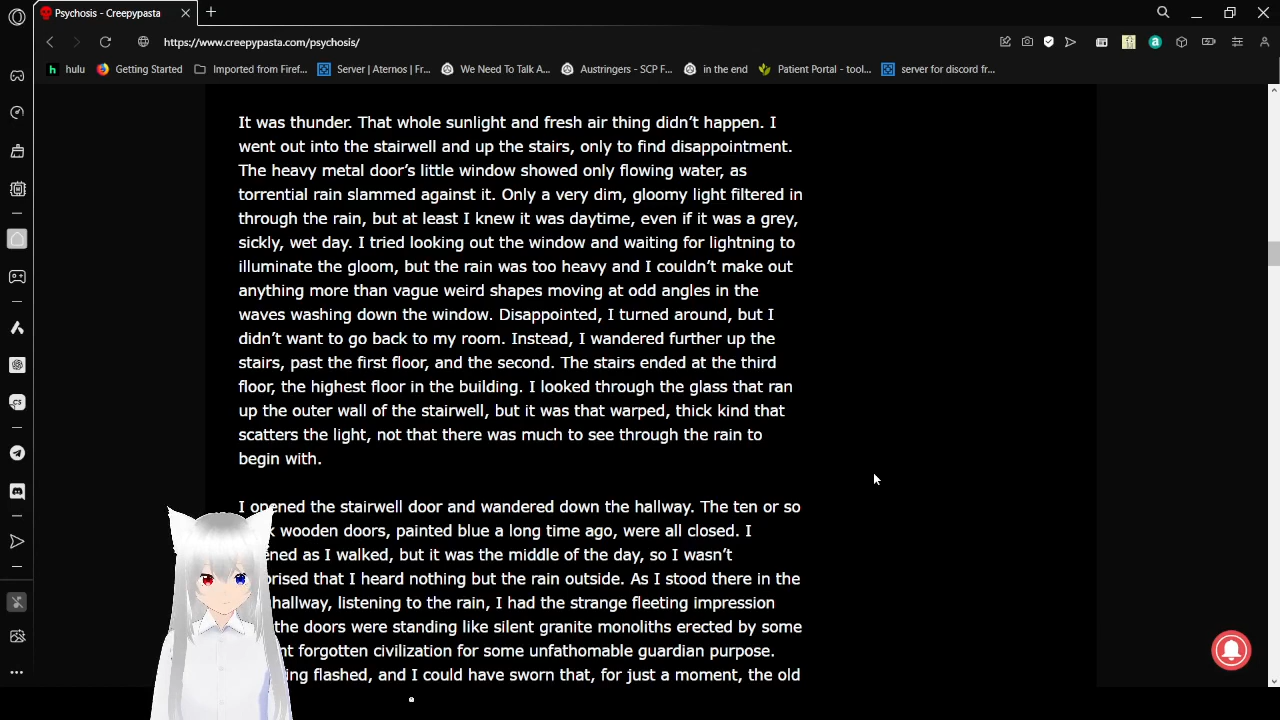 Psychosis - Creepypasta
https://www.creepypasta.com/psychosis/
hulu
Getting Started
Imported from Firef...
Server | Aternos | Fr...
We Need To Talk A...
Austringers - SCP F...
in the end
Patient Portal - tool...
server for discord fr...
It was thunder. That whole sunlight and fresh air thing didn’t happen. I
went out into the stairwell and up the stairs, only to find disappointment.
The heavy metal door’s little window showed only flowing water, as
torrential rain slammed against it. Only a very dim, gloomy light filtered in
through the rain, but at least I knew it was daytime, even if it was a grey,
sickly, wet day. I tried looking out the window and waiting for lightning to
illuminate the gloom, but the rain was too heavy and I couldn’t make out
anything more than vague weird shapes moving at odd angles in the
waves washing down the window. Disappointed, I turned around, but I
didn’t want to go back to my room. Instead, I wandered further up the
stairs, past the first floor, and the second. The stairs ended at the third
floor, the highest floor in the building. I looked through the glass that ran
up the outer wall of the stairwell, but it was that warped, thick kind that
scatters the light, not that there was much to see through the rain to
begin with.
I opened the stairwell door and wandered down the hallway. The ten or so
wooden doors, painted blue a long time ago, were all closed. I
as I walked, but it was the middle of the day, so I wasn’t
that I heard nothing but the rain outside. As I stood there in the
hallway, listening to the rain, I had the strange fleeting impression
the doors were standing like silent granite monoliths erected by some
forgotten civilization for some unfathomable guardian purpose.
flashed, and I could have sworn that, for just a moment, the old